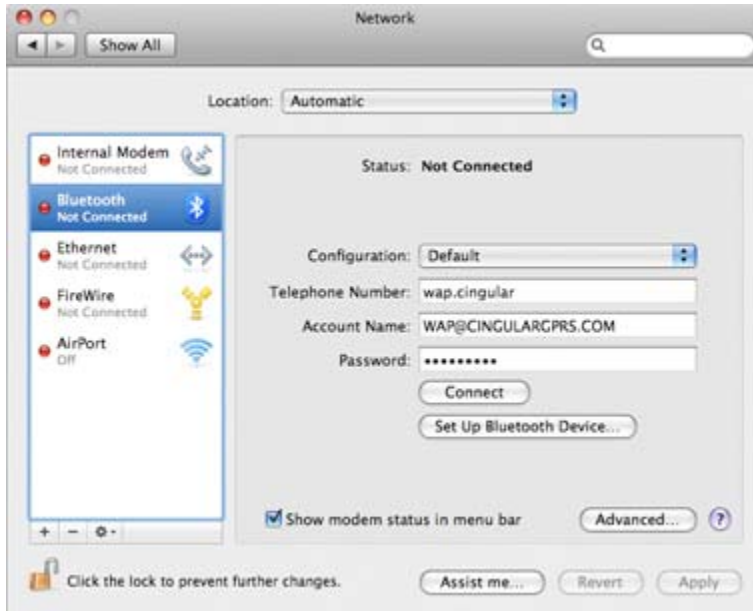 Network
Show All
Location: Automatic
Internal Modem
Not Connected
Status: Not Connected
Bluetooth
Not Connected
Ethernet
Not Connected
Configuration: Default
FireWire
Not Connected
Telephone Number: wap.cingular
Account Name: WAP@CINGULARGPRS.COM
AirPort
Off
Password: •••••••••
Connect
Set Up Bluetooth Device...
Show modem status in menu bar
Advanced...
?
Click the lock to prevent further changes.
Assist me...
Revert
Apply